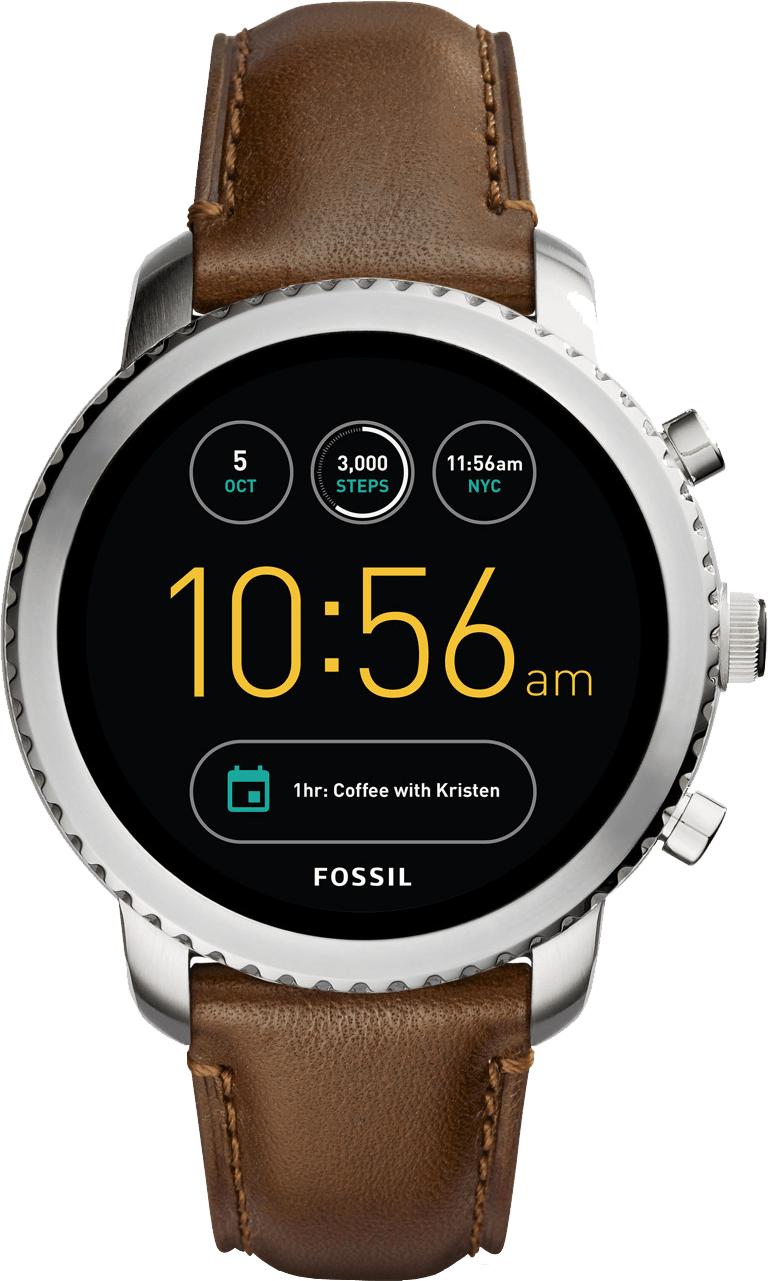 5
OCT
3,000
STEPS
11:56am
NYC
10:56am
1hr: Coffee with Kristen
FOSSIL